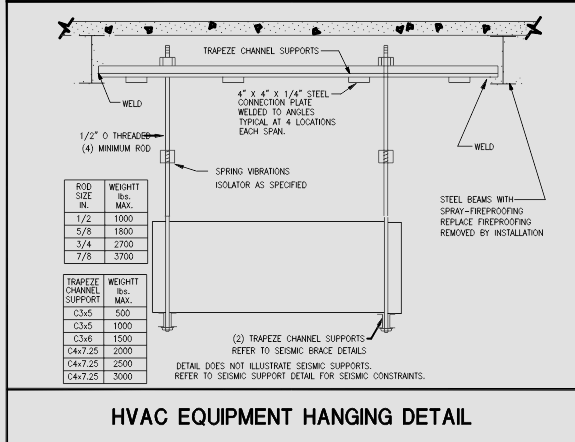 TRAPEZE CHANNEL SUPPORTS
4" X 4" X 1/4" STEEL
CONNECTION PLATE
WELDED TO ANGLES
TYPICAL AT 4 LOCATIONS
EACH SPAN.
WELD
1/2" O THREADED
(4) MINIMUM ROD
WELD
SPRING VIBRATIONS
ISOLATOR AS SPECIFIED
STEEL BEAMS WITH
SPRAY-FIREPROOFING
REPLACE FIREPROOFING
REMOVED BY INSTALLATION
ROD SIZE IN. WEIGHTT lbs. MAX.
1/2 1000
5/8 1800
3/4 2700
7/8 3700
TRAPEZE CHANNEL SUPPORT WEIGHTT lbs. MAX.
C3x5 500
C3x5 1000
C3x6 1500
C4x7.25 2000
C4x7.25 2500
C4x7.25 3000
(2) TRAPEZE CHANNEL SUPPORTS
REFER TO SEISMIC BRACE DETAILS
DETAIL DOES NOT ILLUSTRATE SEISMIC SUPPORTS.
REFER TO SEISMIC SUPPORT DETAIL FOR SEISMIC CONSTRAINTS.
HVAC EQUIPMENT HANGING DETAIL